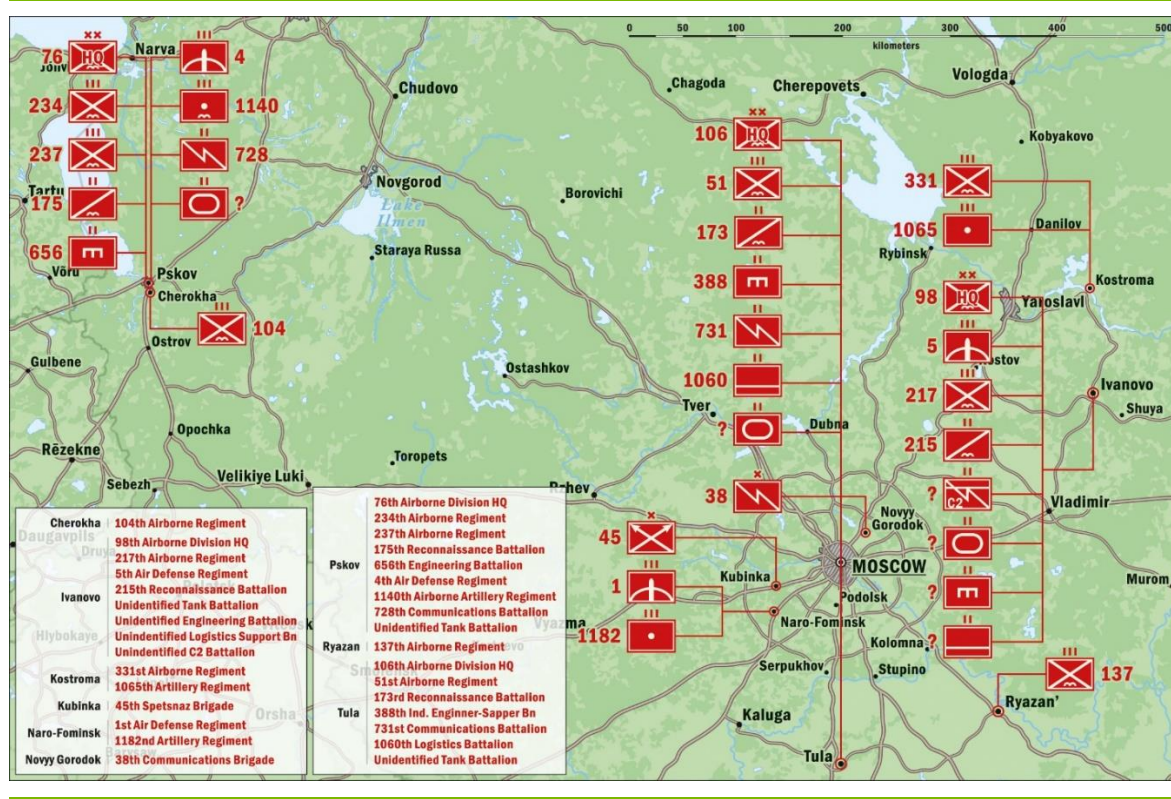 0 50 100 200 300 400 500
kilometers
76 HQ
Narva
4
234
1140
237
728
Tartu
175
?
656
Võru
Pskov
Cherokha
104
Ostrov
Gulbene
Opochka
Rēzekne
Sebezh
Velikiye Luki
Toropets
Chudovo
Novgorod
Lake
Ilmen
Staraya Russa
Borovichi
Ostashkov
Chagoda
Cherepovets
Vologda
Kobyakovo
106 HQ
51
173
388
731
1060
?
38
331
1065
Danilov
Rybinsk
Kostroma
98 HQ
Yaroslavl
5
217
Ivanovo
Shuya
215
? C2
Vladimir
?
?
?
Murom
Tver
Dubna
Novyy
Gorodok
45
Kubinka
MOSCOW
1
Podolsk
Naro-Fominsk
1182
Kolomna
Serpukhov
Stupino
137
Ryazan'
Kaluga
Tula
Daugavpils
Hlybokaye
Orsha
Cherokha 104th Airborne Regiment
98th Airborne Division HQ
217th Airborne Regiment
5th Air Defense Regiment
215th Reconnaissance Battalion
Ivanovo
Unidentified Tank Battalion
Unidentified Engineering Battalion
Unindentified Logistics Support Bn
Unidentified C2 Battalion
Kostroma
331st Airborne Regiment
1065th Artillery Regiment
Kubinka 45th Spetsnaz Brigade
Naro-Fominsk
1st Air Defense Regiment
1182nd Artillery Regiment
Novyy Gorodok 38th Communications Brigade
76th Airborne Division HQ
234th Airborne Regiment
237th Airborne Regiment
175th Reconnaissance Battalion
Pskov
656th Engineering Battalion
4th Air Defense Regiment
1140th Airborne Artillery Regiment
728th Communications Battalion
Unidentified Tank Battalion
Ryazan 137th Airborne Regiment
106th Airborne Division HQ
51st Airborne Regiment
173rd Reconnaissance Battalion
Tula 388th Ind. Enginner-Sapper Bn
731st Communications Battalion
1060th Logistics Battalion
Unidentified Tank Battalion